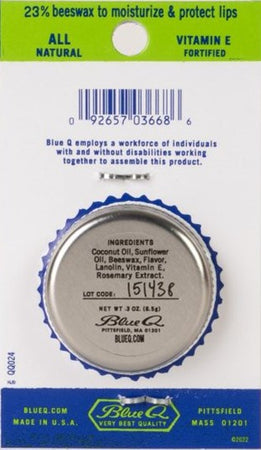 23% beeswax to moisturize & protect lips
ALL
NATURAL
VITAMIN E
FORTIFIED
0 92657 03668 6
Blue Q employs a workforce of individuals
with and without disabilities working
together to assemble this product.
INGREDIENTS
Coconut Oil, Sunflower
Oil, Beeswax, Flavor,
Lanolin, Vitamin E,
Rosemary Extract.
LOT CODE: 151438
NET WT .3 OZ. (8.5g)
Blue Q
PITTSFIELD, MA 01201
BLUEQ.COM
QQ024
BLUEQ.COM
MADE IN U.S.A.
Blue Q
VERY BEST QUALITY
PITTSFIELD
MASS 01201
©2022